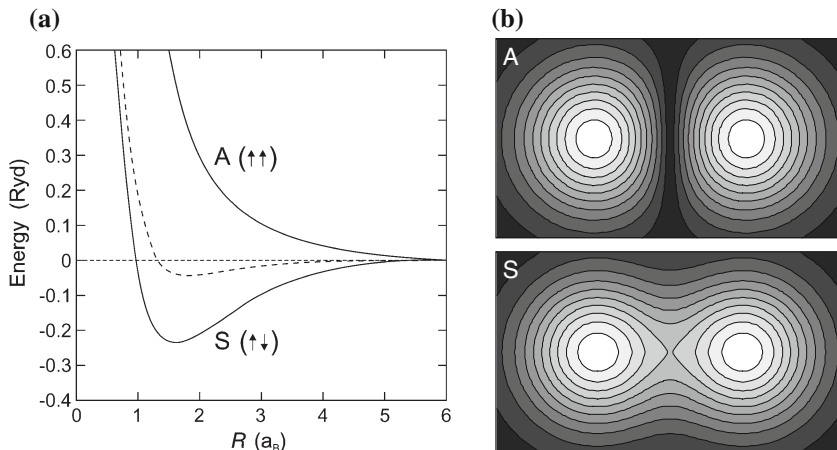 (a)
0.6
0.5
0.4
0.3
0.2
0.1
0
-0.1
-0.2
-0.3
-0.4
Energy (Ryd)
A (↑↑)
S (↑↓)
0 1 2 3 4 5 6
R (a_B)
(b)
A
S